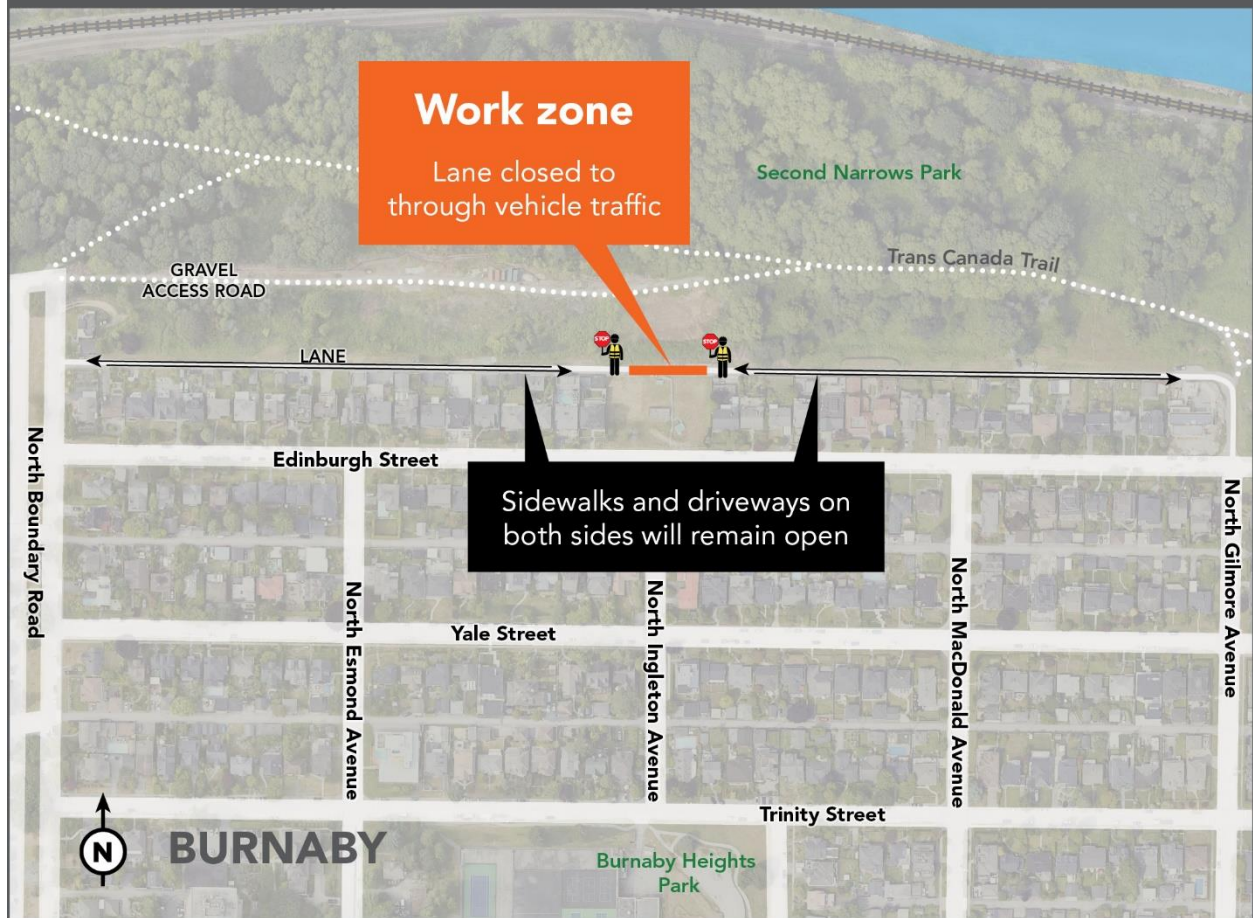 Work zone
Lane closed to
through vehicle traffic
Second Narrows Park
Trans Canada Trail
GRAVEL
ACCESS ROAD
STOP
STOP
LANE
Edinburgh Street
Sidewalks and driveways on
both sides will remain open
North Boundary Road
North Esmond Avenue
North Ingleton Avenue
North MacDonald Avenue
North Gilmore Avenue
Yale Street
Trinity Street
N
BURNABY
Burnaby Heights
Park